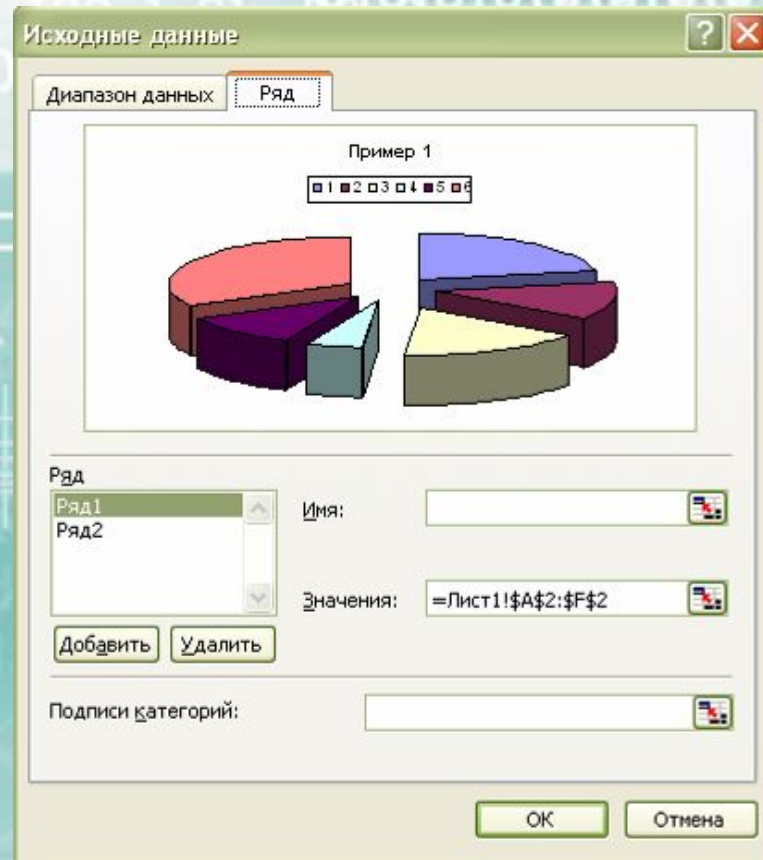 Исходные данные
Диапазон данных Ряд
Пример 1
1 2 3 4 5 6
Ряд
Ряд1
Ряд2
Имя:
Значения: =Лист1!$A$2:$F$2
Добавить Удалить
Подписи категорий:
ОК Отмена